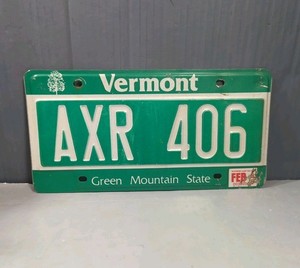 Vermont
AXR 406
Green Mountain State
FEB